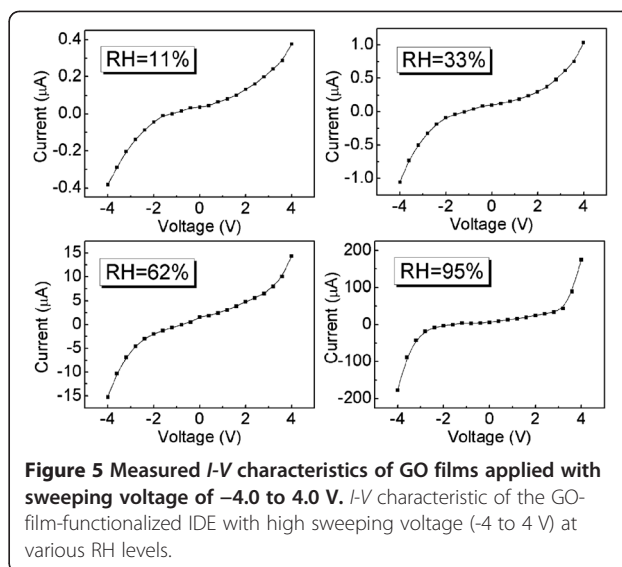 RH=11%
0.4
0.2
0.0
-0.2
-0.4
Current (μA)
-4 -2 0 2 4
Voltage (V)
RH=33%
1.0
0.5
0.0
-0.5
-1.0
Current (μA)
-4 -2 0 2 4
Voltage (V)
RH=62%
15
10
5
0
-5
-10
-15
Current (μA)
-4 -2 0 2 4
Voltage (V)
RH=95%
200
100
0
-100
-200
Current (μA)
-4 -2 0 2 4
Voltage (V)
Figure 5 Measured I-V characteristics of GO films applied with
sweeping voltage of −4.0 to 4.0 V. I-V characteristic of the GO-
film-functionalized IDE with high sweeping voltage (-4 to 4 V) at
various RH levels.